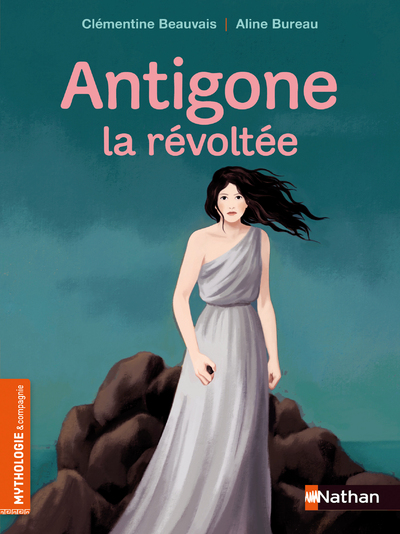 Clémentine Beauvais | Aline Bureau
Antigone
la révoltée
MYTHOLOGIE & compagnie
Nathan